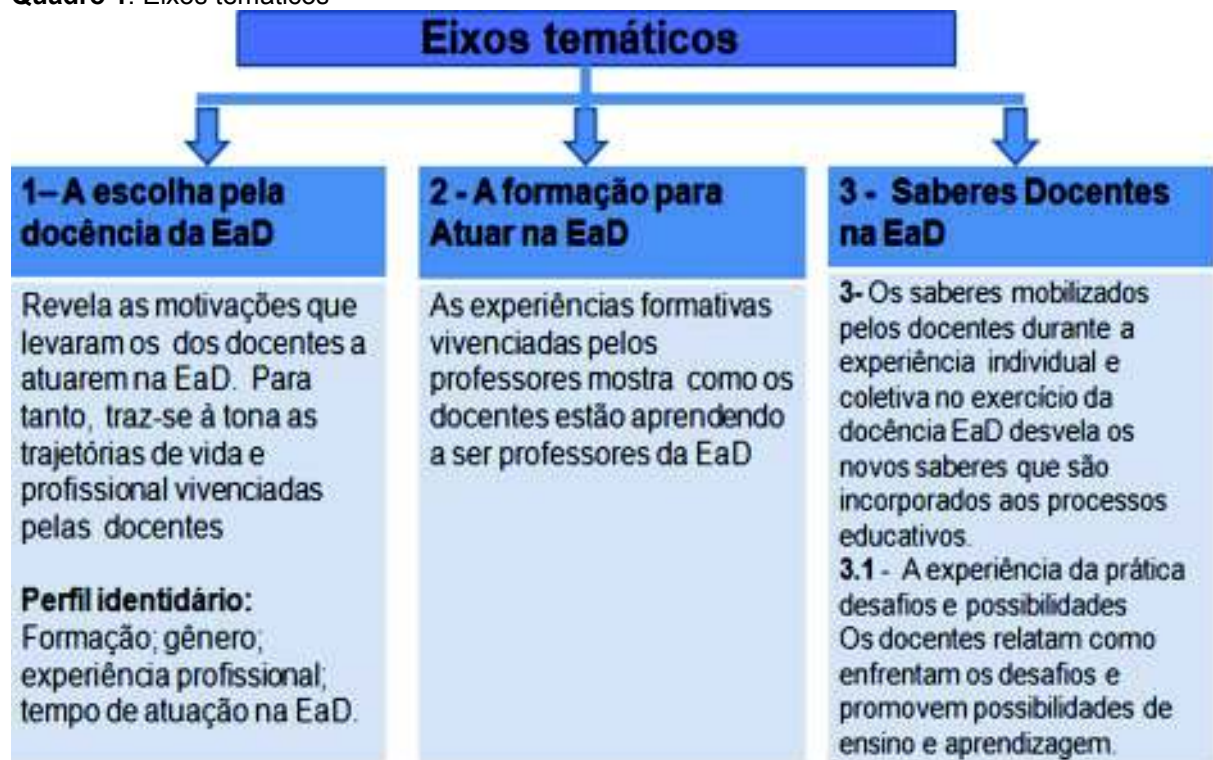 Quadro 1: Eixos temáticos
Eixos temáticos
1– A escolha pela
docência da EaD
Revela as motivações que
levaram os dos docentes a
atuarem na EaD. Para
tanto, traz-se à tona as
trajetórias de vida e
profissional vivenciadas
pelas docentes
Perfil identidário:
Formação; gênero;
experiência profissional;
tempo de atuação na EaD.
2 - A formação para
Atuar na EaD
As experiências formativas
vivenciadas pelos
professores mostra como os
docentes estão aprendendo
a ser professores da EaD
3 - Saberes Docentes
na EaD
3- Os saberes mobilizados
pelos docentes durante a
experiência individual e
coletiva no exercício da
docência EaD desvela os
novos saberes que são
incorporados aos processos
educativos.
3.1 - A experiência da prática
desafios e possibilidades
Os docentes relatam como
enfrentam os desafios e
promovem possibilidades de
ensino e aprendizagem.